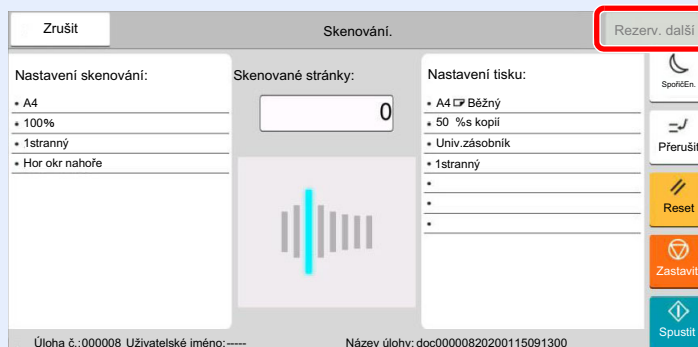 Zrušit
Skenování.
Rezerv. další
Nastavení skenování:
• A4
• 100%
• 1stranný
• Hor okr nahoře
Skenované stránky:
0
Nastavení tisku:
• A4 Běžný
• 50 %s kopií
• Univ.zásobník
• 1stranný
•
•
•
SpořičEn.
Přerušit
Reset
Zastavit
Spustit
Úloha č.:000008 Uživatelské jméno:-----
Název úlohy: doc00000820200115091300